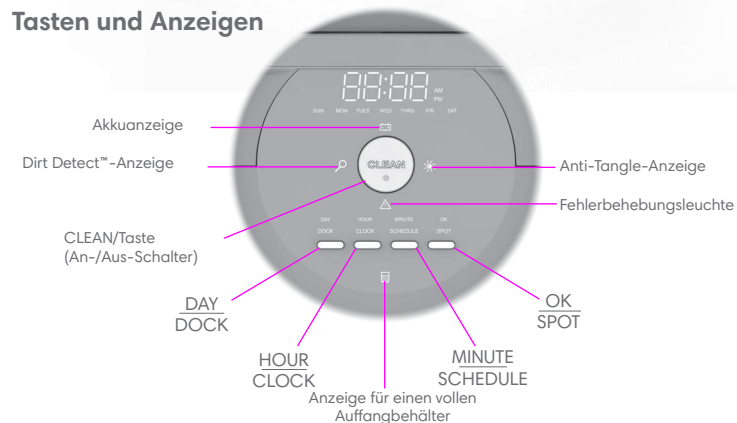 Tasten und Anzeigen
88:88
AM
PM
SUN MON TUES WED THRS FRI SAT
Akkuanzeige
Dirt Detect™-Anzeige
CLEAN
Anti-Tangle-Anzeige
Fehlerbehebungsleuchte
CLEAN/Taste
(An-/Aus-Schalter)
DAY HOUR MINUTE OK
DOCK CLOCK SCHEDULE SPOT
DAY
DOCK
HOUR
CLOCK
MINUTE
SCHEDULE
OK
SPOT
Anzeige für einen vollen
Auffangbehälter